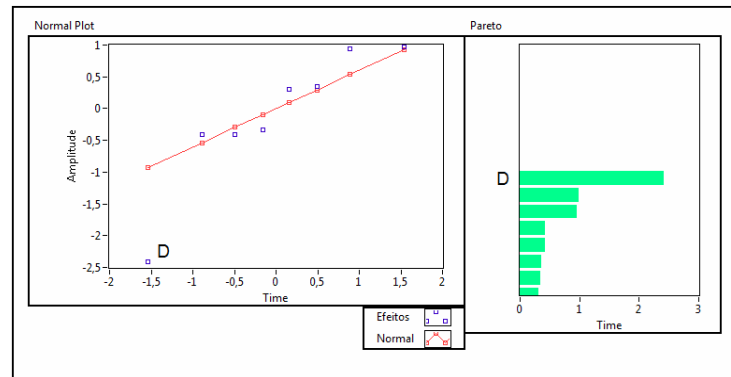 Normal Plot
Amplitude
1
0,5
0
-0,5
-1
-1,5
-2
-2,5
D
-2
-1,5
-1
-0,5
0
0,5
1
1,5
2
Time
Efeitos
Normal
Pareto
D
0
1
2
3
Time